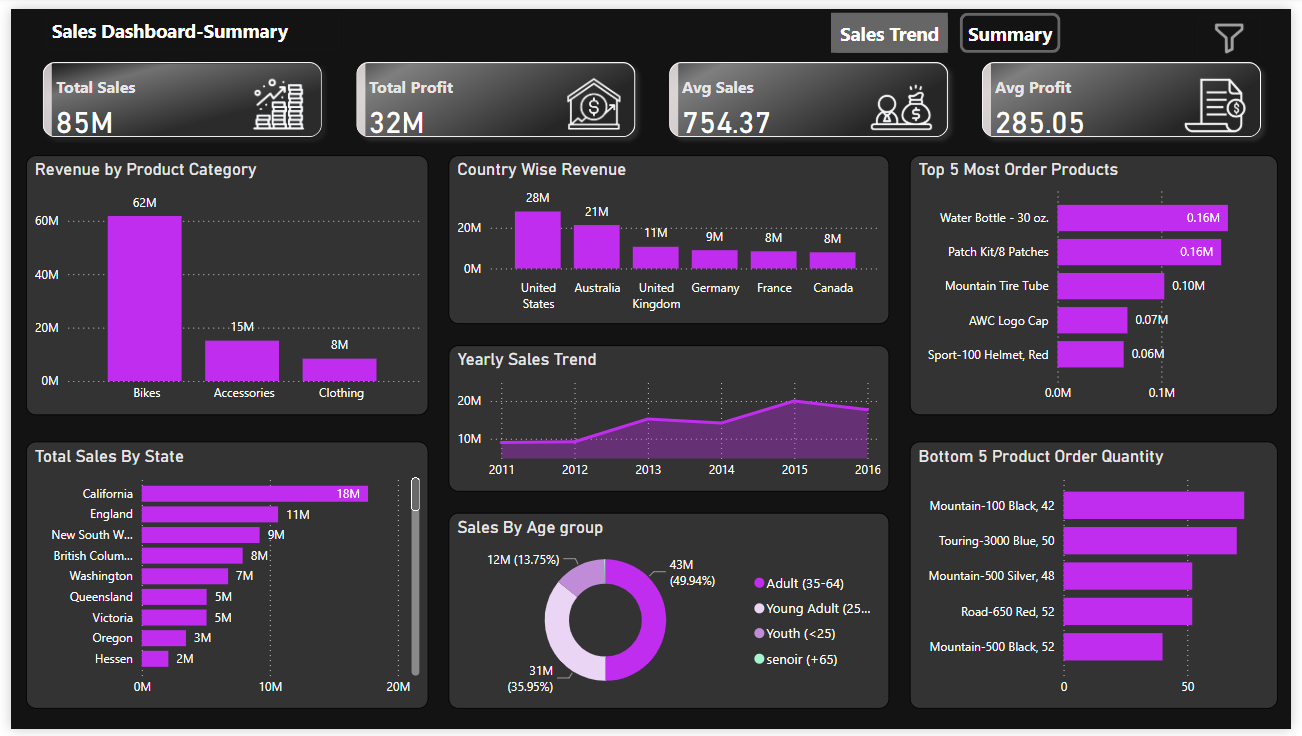 Sales Dashboard-Summary
Sales Trend
Summary
Total Sales
85M
Total Profit
32M
Avg Sales
754.37
Avg Profit
285.05
Revenue by Product Category
60M
40M
20M
0M
62M
15M
8M
Bikes
Accessories
Clothing
Country Wise Revenue
20M
0M
28M
21M
11M
9M
8M
8M
United
States
Australia
United
Kingdom
Germany
France
Canada
Top 5 Most Order Products
Water Bottle - 30 oz.
0.16M
Patch Kit/8 Patches
0.16M
Mountain Tire Tube
0.10M
AWC Logo Cap
0.07M
Sport-100 Helmet, Red
0.06M
0.0M
0.1M
Yearly Sales Trend
20M
10M
2011
2012
2013
2014
2015
2016
Total Sales By State
California
18M
England
11M
New South W...
9M
British Colum...
8M
Washington
7M
Queensland
5M
Victoria
5M
Oregon
3M
Hessen
2M
0M
10M
20M
Sales By Age group
12M (13.75%)
43M
(49.94%)
31M
(35.95%)
Adult (35-64)
Young Adult (25...
Youth (<25)
senoir (+65)
Bottom 5 Product Order Quantity
Mountain-100 Black, 42
Touring-3000 Blue, 50
Mountain-500 Silver, 48
Road-650 Red, 52
Mountain-500 Black, 52
0
50